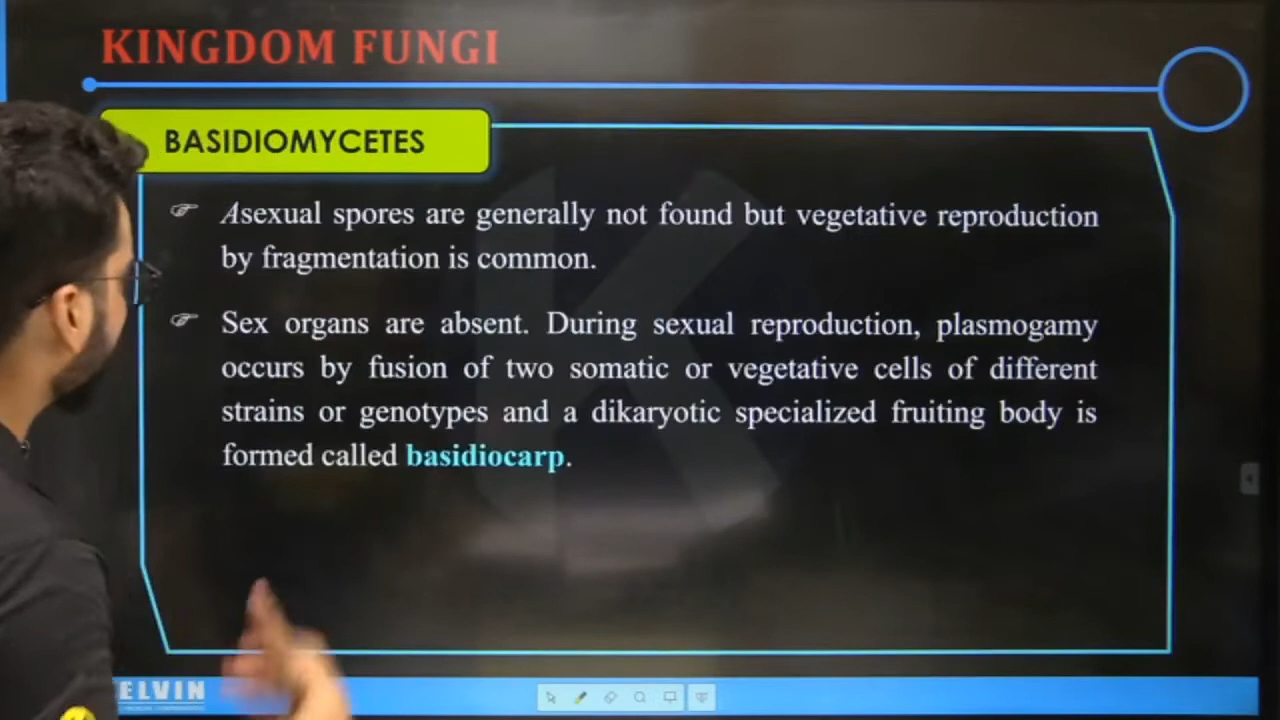 KINGDOM FUNGI
BASIDIOMYCETES
Asexual spores are generally not found but vegetative reproduction
by fragmentation is common.
Sex organs are absent. During sexual reproduction, plasmogamy
occurs by fusion of two somatic or vegetative cells of different
strains or genotypes and a dikaryotic specialized fruiting body is
formed called basidiocarp.
ELVIN